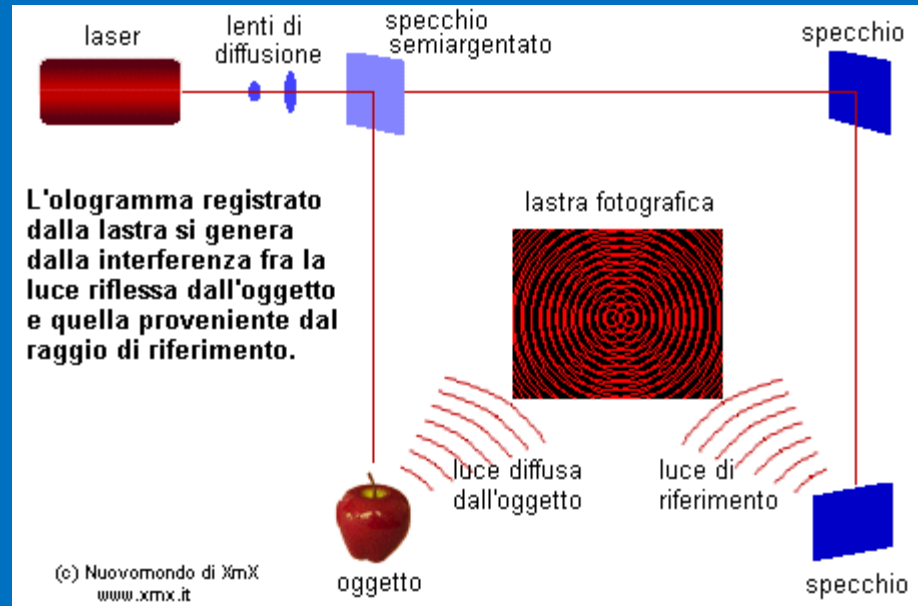 laser
lenti di
diffusione
specchio
semiargentato
specchio
L'ologramma registrato
dalla lastra si genera
dalla interferenza fra la
luce riflessa dall'oggetto
e quella proveniente dal
raggio di riferimento.
lastra fotografica
luce diffusa
dall'oggetto
luce di
riferimento
oggetto
specchio
(c) Nuovomondo di XmX
www.xmx.it